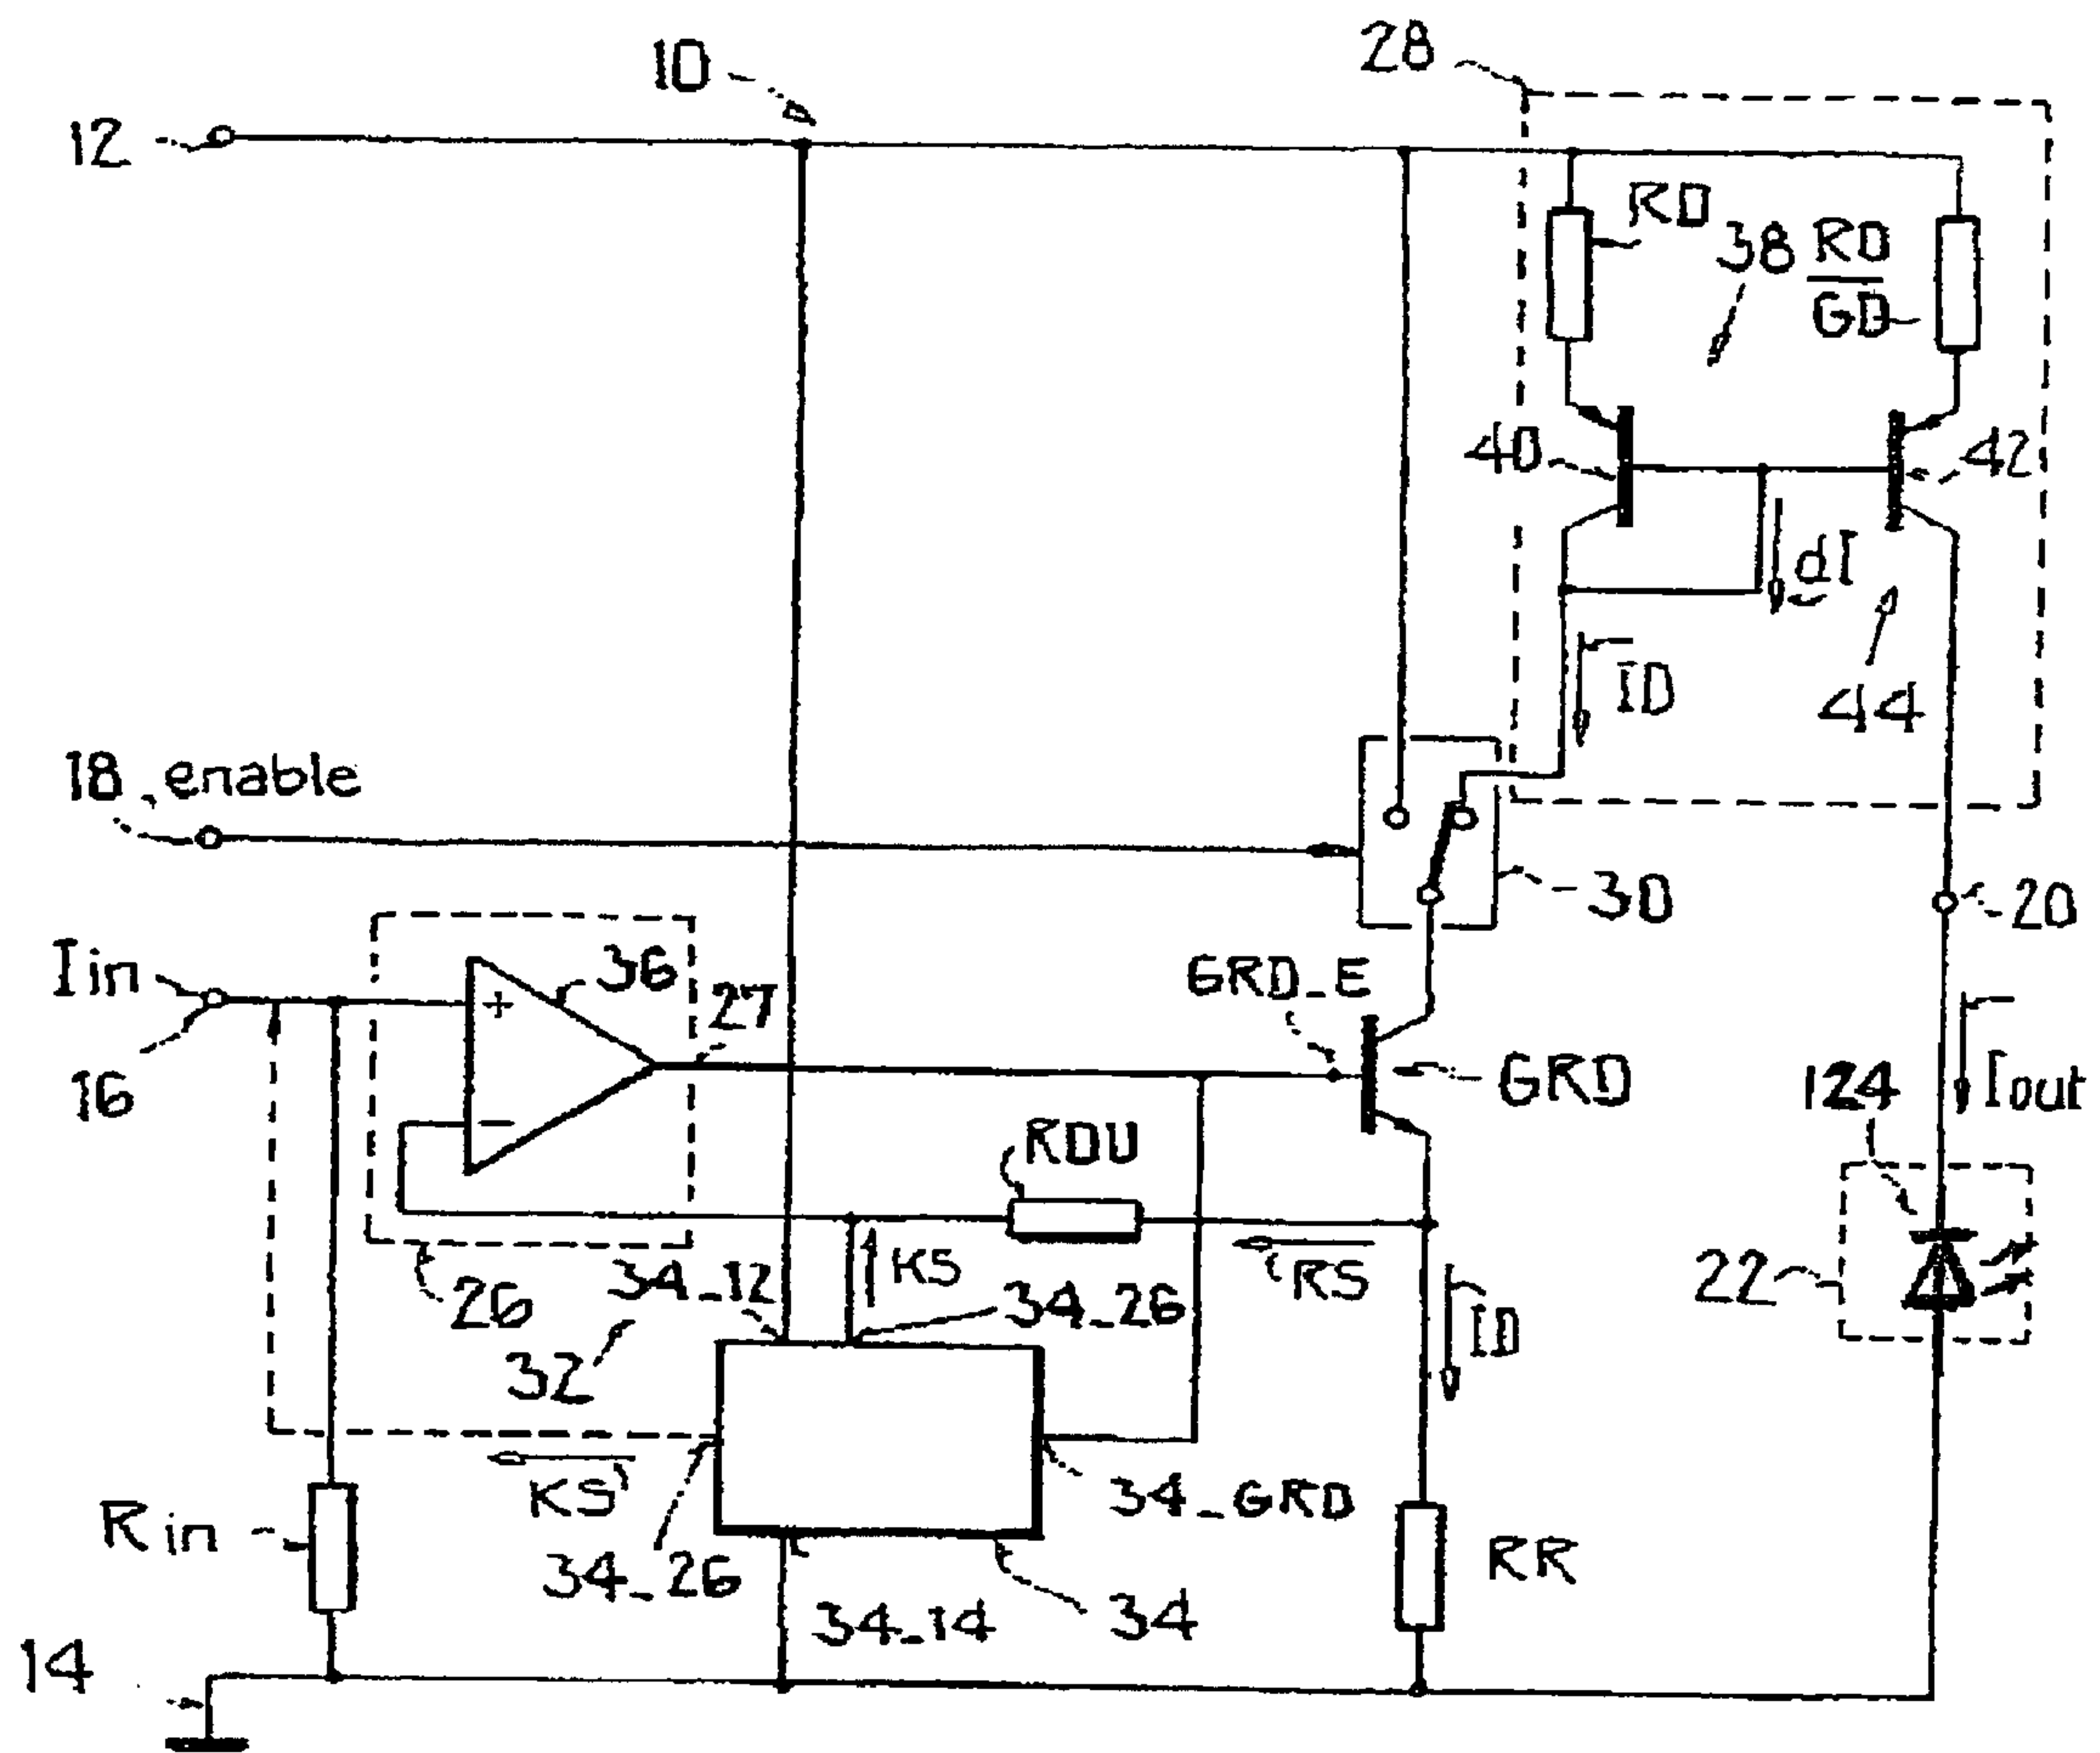 28
10
12
RD
38 RD
GD
40
42
dI
ID
44
18 enable
30
20
Iin
36
27
GRD_E
16
GRD
124
Iout
RDU
KS
RS
34_12
34_26
26
22
ID
32
KS'
34_GRD
Rin
RR
34_26
34_14
34
14
+
−